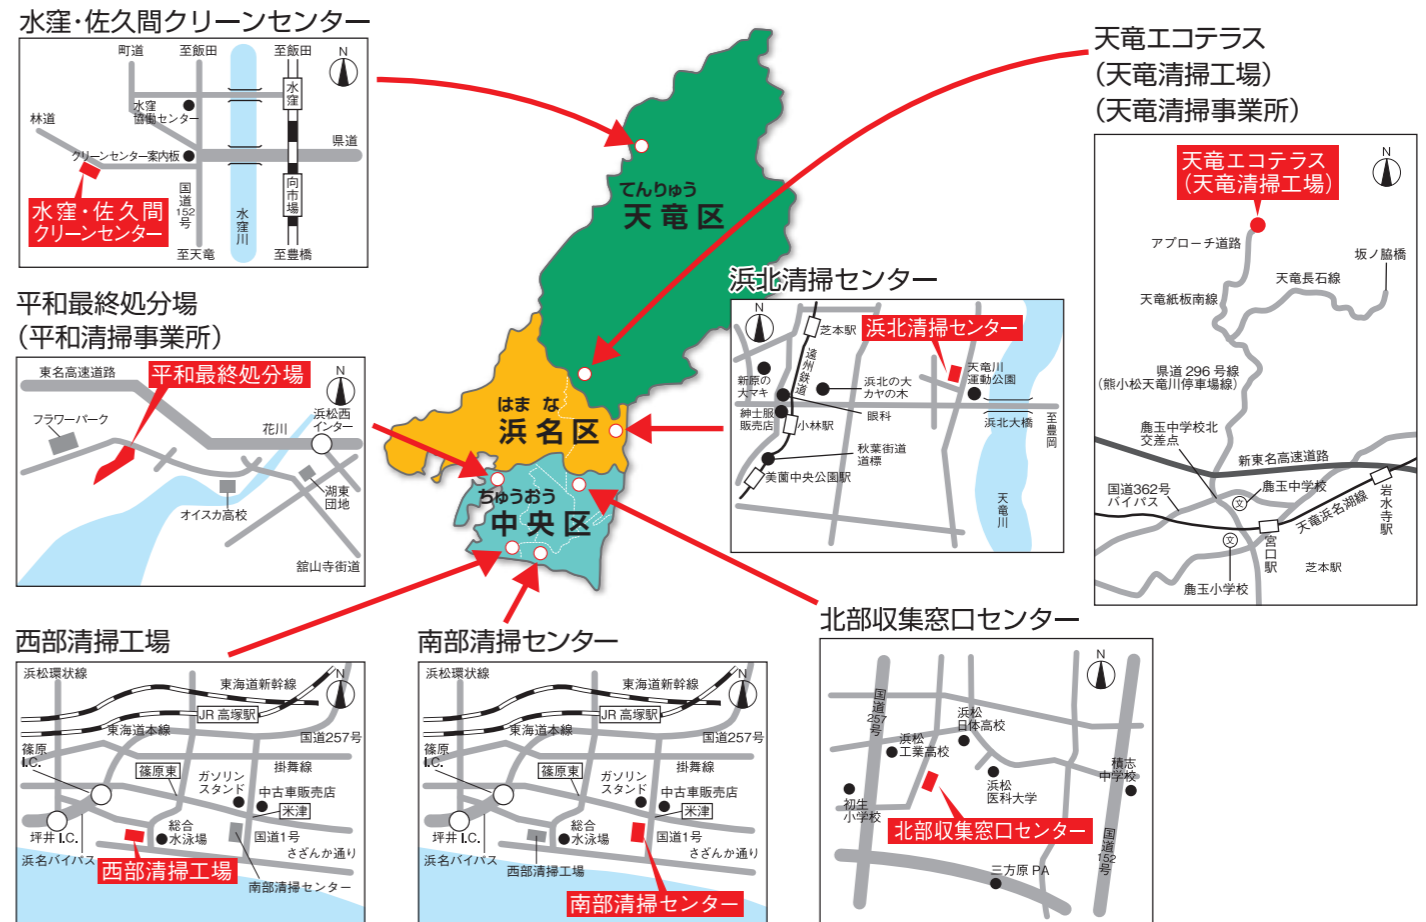 水窪・佐久間クリーンセンター
町道
至飯田
至飯田
N
水窪
水窪
協働センター
林道
県道
クリーンセンター案内板
国道152号
水窪川
向市場
水窪・佐久間
クリーンセンター
至天竜
至豊橋
平和最終処分場
(平和清掃事業所)
東名高速道路
平和最終処分場
N
フラワーパーク
花川
浜松西
インター
オイスカ高校
湖東
団地
舘山寺街道
てんりゅう
天竜区
はま な
浜名区
ちゅうおう
中央区
天竜エコテラス
(天竜清掃工場)
(天竜清掃事業所)
N
天竜エコテラス
(天竜清掃工場)
アプローチ道路
坂ノ脇橋
天竜長石線
天竜紙板南線
県道296号線
(熊小松天竜川停車場線)
麁玉中学校北
交差点
新東名高速道路
国道362号
バイパス
文
麁玉中学校
天竜浜名湖線
岩水寺駅
文
宮口駅
芝本駅
麁玉小学校
浜北清掃センター
N
芝本駅
浜北清掃センター
遠州鉄道
新原の
大マキ
浜北の大
カヤの木
天竜川
運動公園
紳士服
販売店
眼科
小林駅
浜北大橋
至豊岡
秋葉街道
道標
美薗中央公園駅
天竜川
西部清掃工場
浜松環状線
東海道新幹線
N
JR 高塚駅
東海道本線
国道257号
篠原
I.C.
掛舞線
篠原東
ガソリン
スタンド
中古車販売店
米津
坪井 I.C.
総合
水泳場
国道1号
さざんか通り
浜名バイパス
西部清掃工場
南部清掃センター
南部清掃センター
浜松環状線
東海道新幹線
N
JR 高塚駅
東海道本線
国道257号
篠原
I.C.
掛舞線
篠原東
ガソリン
スタンド
中古車販売店
米津
坪井 I.C.
総合
水泳場
国道1号
さざんか通り
浜名バイパス
西部清掃工場
南部清掃センター
北部収集窓口センター
N
国道257号
浜松
日体高校
浜松
工業高校
積志
中学校
浜松
医科大学
初生
小学校
北部収集窓口センター
国道152号
三方原 PA